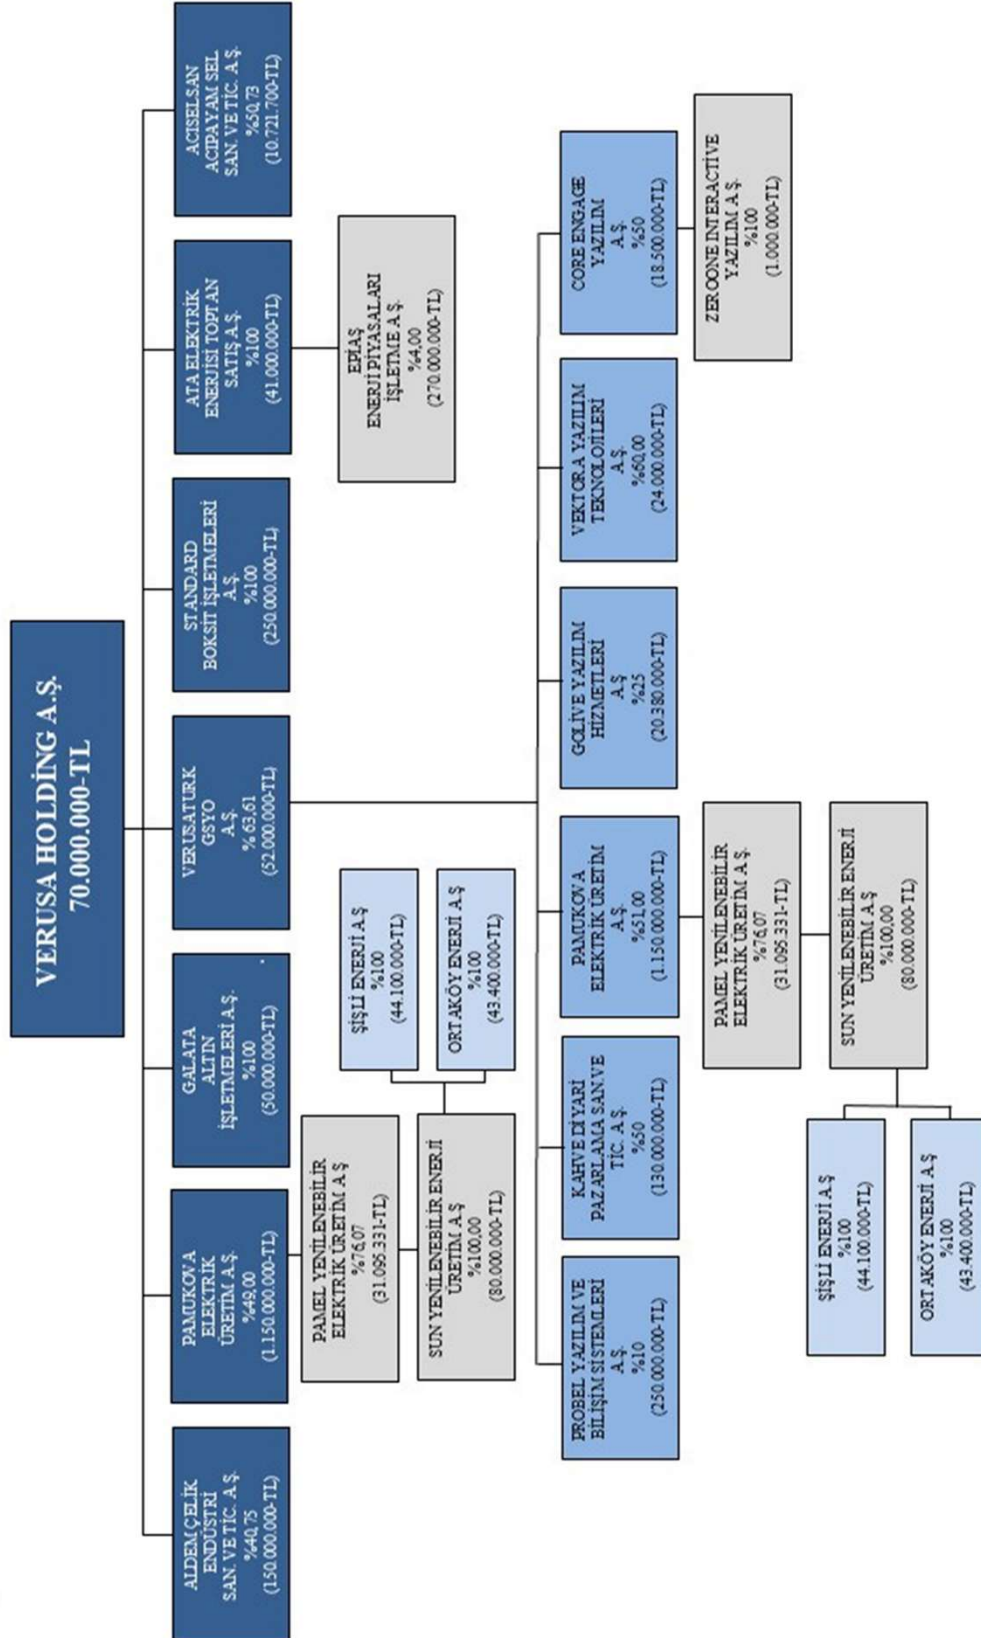 VERUSA HOLDİNG A.Ş.
70.000.000-TL
ALDEM ÇELİK
ENDÜSTRİ
SAN. VE TİC. A.Ş.
%40,75
(150.000.000-TL)
PAMUKOVA
ELEKTRİK
ÜRETİM A.Ş.
%49,00
(1.150.000.000-TL)
GALATA
ALTIN
İŞLETMELERİ A.Ş.
%100
(50.000.000-TL)
VERUSATURK
GSYO
A.Ş.
% 63,61
(52.000.000-TL)
STANDARD
BOKSİT İŞLETMELERİ
A.Ş.
%100
(250.000.000-TL)
ATA ELEKTRİK
ENERJİSİ TOPTAN
SATIŞ A.Ş.
%100
(41.000.000-TL)
ACISELSAN
ACIPAYAM SEL.
SAN. VE TİC. A.Ş.
%50,73
(10.721.700-TL)
PAMEL YENİLENEBİLİR
ELEKTRİK ÜRETİM A.Ş
%76,07
(31.095.331-TL)
SUN YENİLENEBİLİR ENERJİ
ÜRETİM A.Ş
%100,00
(80.000.000-TL)
ŞİŞLİ ENERJİ A.Ş
%100
(44.100.000-TL)
ORTAKÖY ENERJİ A.Ş
%100
(43.400.000-TL)
EPİAŞ
ENERJİ PİYASALARI
İŞLETME A.Ş.
%4,00
(270.000.000-TL)
PROBEL YAZILIM VE
BİLİŞİM SİSTEMLERİ
A.Ş.
%10
(250.000.000-TL)
KAHVE DİYARI
PAZARLAMA SAN.VE
TİC. A.Ş.
%50
(130.000.000-TL)
PAMUKOVA
ELEKTRİK ÜRETİM
A.Ş.
%51,00
(1.150.000.000-TL)
GOLİVE YAZILIM
HİZMETLERİ
A.Ş
%25
(20.380.000-TL)
VEKTORA YAZILIM
TEKNOLOJİLERİ
A.Ş.
%60,00
(24.000.000-TL)
CORE ENGAGE
YAZILIM
A.Ş.
%50
(18.500.000-TL)
PAMEL YENİLENEBİLİR
ELEKTRİK ÜRETİM A.Ş.
%76,07
(31.095.331-TL)
SUN YENİLENEBİLİR ENERJİ
ÜRETİM A.Ş
%100,00
(80.000.000-TL)
ŞİŞLİ ENERJİ A.Ş
%100
(44.100.000-TL)
ORTAKÖY ENERJİ A.Ş
%100
(43.400.000-TL)
ZEROONE INTERACTİVE
YAZILIM A.Ş.
%100
(1.000.000-TL)